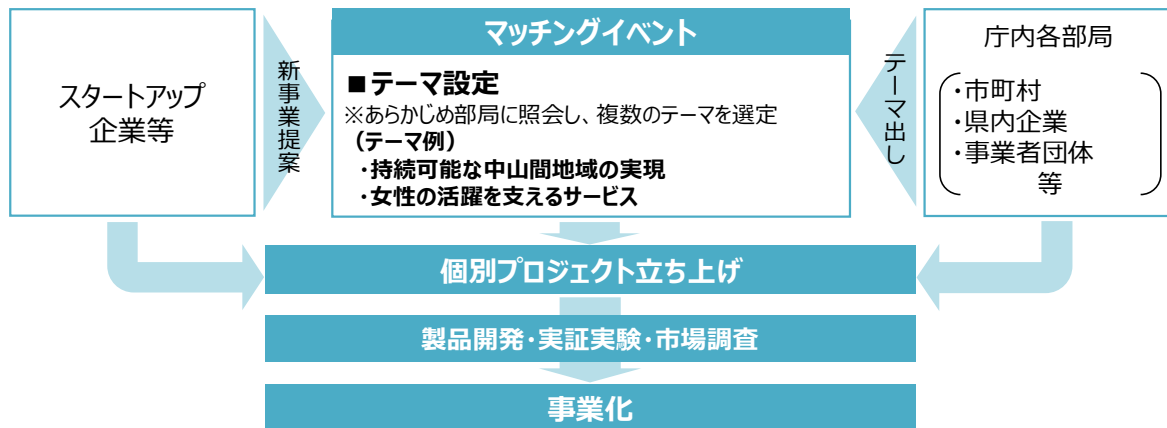 スタートアップ
企業等
新事業提案
マッチングイベント
■テーマ設定
※あらかじめ部局に照会し、複数のテーマを選定
(テーマ例)
・持続可能な中山間地域の実現
・女性の活躍を支えるサービス
テーマ出し
庁内各部局
・市町村
・県内企業
・事業者団体
等
個別プロジェクト立ち上げ
製品開発・実証実験・市場調査
事業化